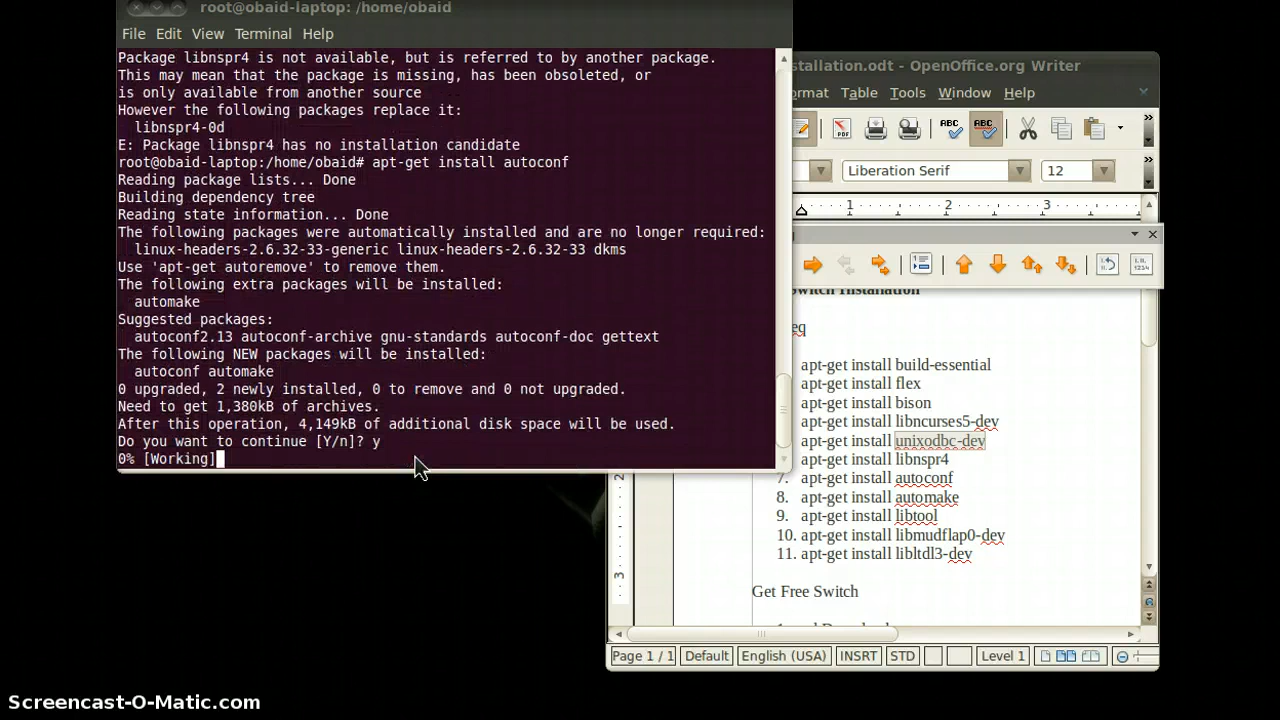 root@obaid-laptop: /home/obaid
File Edit View Terminal Help
Package libnspr4 is not available, but is referred to by another package.
This may mean that the package is missing, has been obsoleted, or
is only available from another source
However the following packages replace it:
libnspr4-0d
E: Package libnspr4 has no installation candidate
root@obaid-laptop:/home/obaid# apt-get install autoconf
Reading package lists... Done
Building dependency tree
Reading state information... Done
The following packages were automatically installed and are no longer required:
linux-headers-2.6.32-33-generic linux-headers-2.6.32-33 dkms
Use 'apt-get autoremove' to remove them.
The following extra packages will be installed:
automake
Suggested packages:
autoconf2.13 autoconf-archive gnu-standards autoconf-doc gettext
The following NEW packages will be installed:
autoconf automake
0 upgraded, 2 newly installed, 0 to remove and 0 not upgraded.
Need to get 1,380kB of archives.
After this operation, 4,149kB of additional disk space will be used.
Do you want to continue [Y/n]? y
0% [Working]
stallation.odt - OpenOffice.org Writer
ormat Table Tools Window Help
ABC ABC
Liberation Serif 12
1 2 3
Switch Installation
eq
apt-get install build-essential
apt-get install flex
apt-get install bison
apt-get install libncurses5-dev
apt-get install unixodbc-dev
apt-get install libnspr4
7. apt-get install autoconf
8. apt-get install automake
9. apt-get install libtool
10. apt-get install libmudflap0-dev
11. apt-get install libltdl3-dev
Get Free Switch
Page 1 / 1 Default English (USA) INSRT STD Level 1
Screencast-O-Matic.com